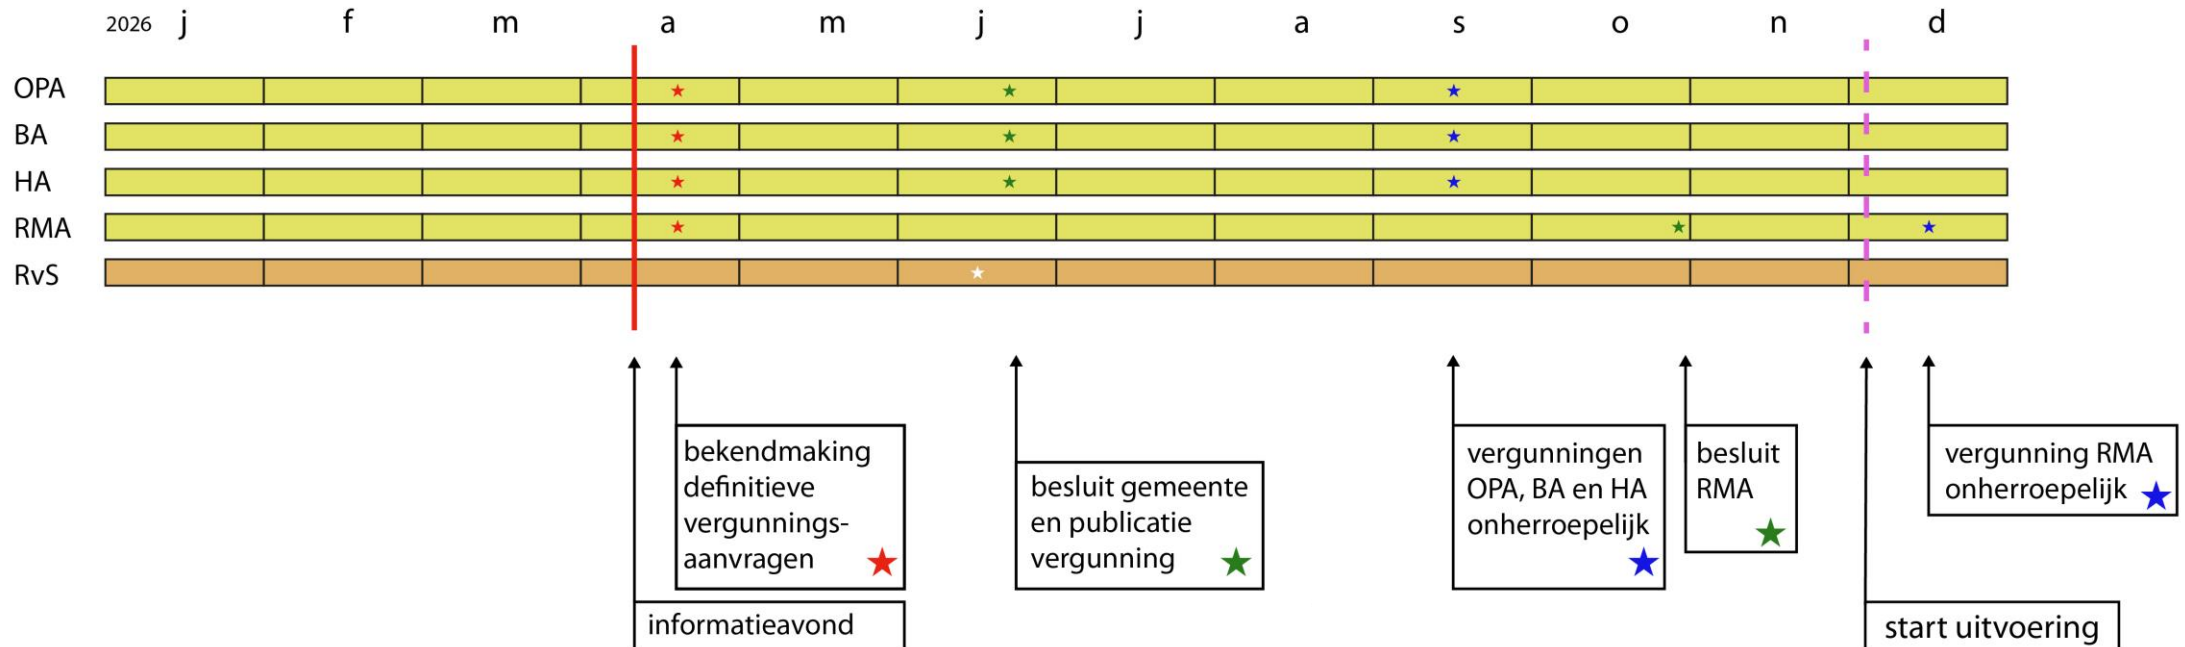 2026 j f m a m j j a s o n d
OPA
BA
HA
RMA
RvS
bekendmaking
definitieve
vergunnings-
aanvragen
informatieavond
besluit gemeente
en publicatie
vergunning
vergunningen
OPA, BA en HA
onherroepelijk
besluit
RMA
vergunning RMA
onherroepelijk
start uitvoering